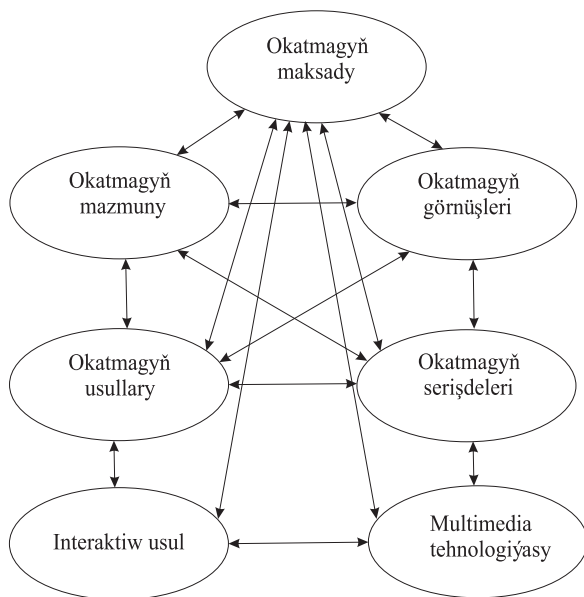 Okatmagyň
maksady
Okatmagyň
mazmuny
Okatmagyň
görnüşleri
Okatmagyň
usullary
Okatmagyň
serişdeleri
Interaktiw usul
Multimedia
tehnologiýasy